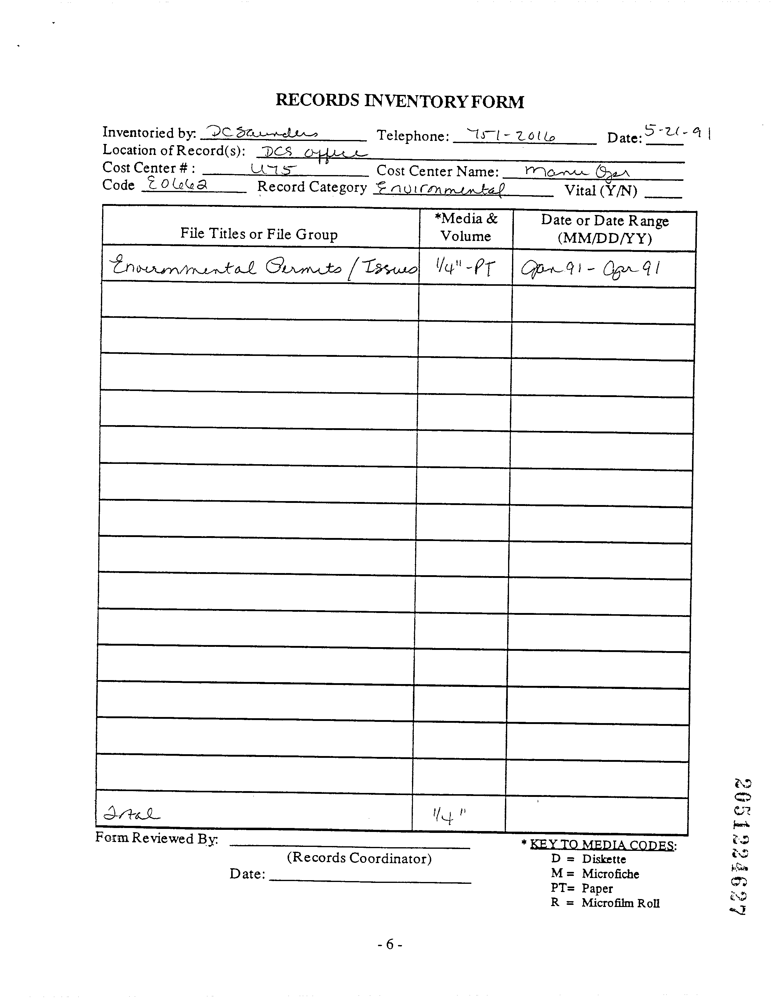 RECORDS INVENTORY FORM
Inventoried by: DC Saunders Telephone: 751-2016 Date: 5-21-91
Location of Record(s): DCS office
Cost Center # : U75 Cost Center Name: Manu Oper
Code E0662 Record Category Environmental Vital (Y/N)
File Titles or File Group *Media & Volume Date or Date Range (MM/DD/YY)
Environmental Permits / Issues 1/4" - PT Jan 91 - Apr 91
Total 1/4"
Form Reviewed By:
(Records Coordinator)
Date:
* KEY TO MEDIA CODES:
D = Diskette
M = Microfiche
PT= Paper
R = Microfilm Roll
2051224627
- 6 -